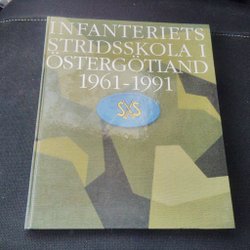 INFANTERIETS
STRIDSSKOLA I
ÖSTERGÖTLAND
1961-1991